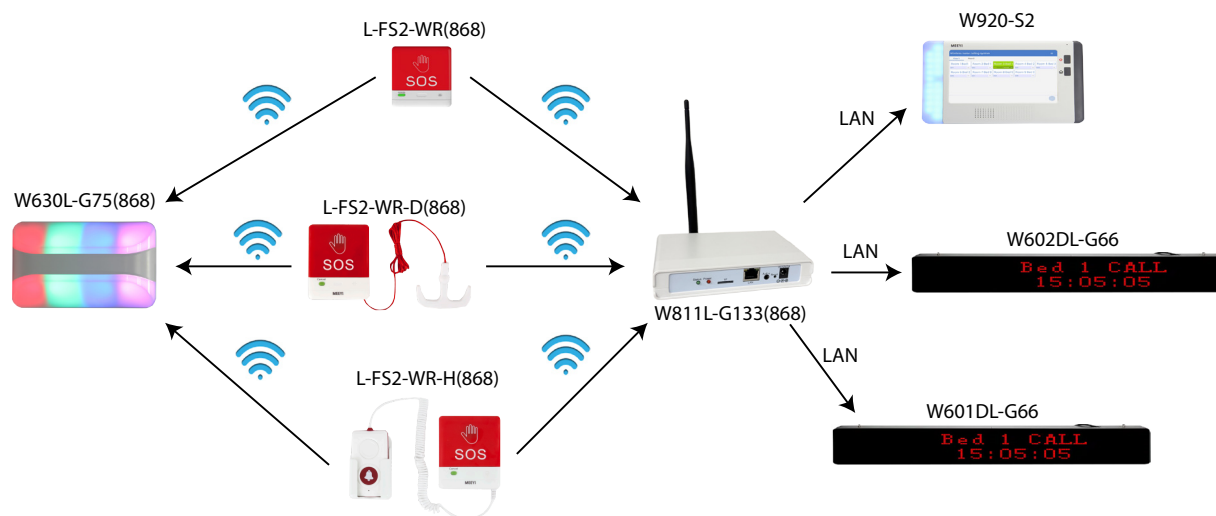 L-FS2-WR(868)
W920-S2
SOS
LAN
W630L-G75(868)
L-FS2-WR-D(868)
SOS
W602DL-G66
LAN
Bed 1 CALL
15:05:05
W811L-G133(868)
LAN
L-FS2-WR-H(868)
SOS
W601DL-G66
Bed 1 CALL
15:05:05